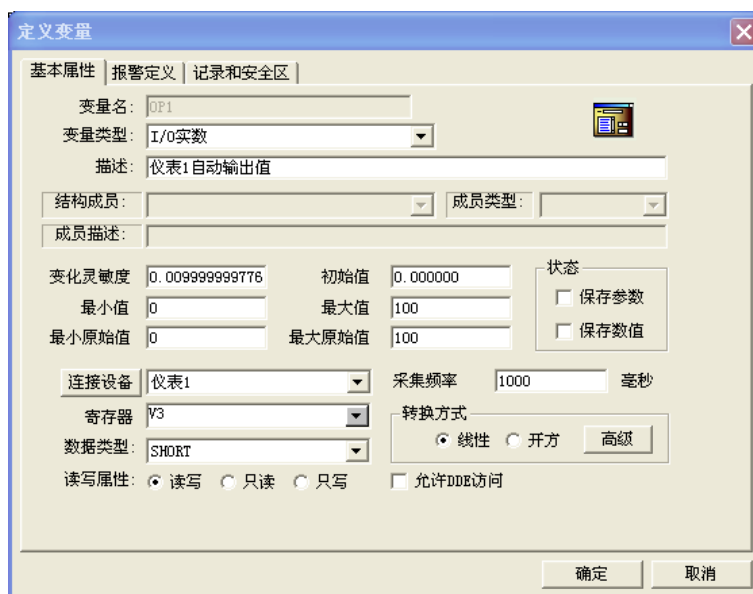 定义变量
基本属性 报警定义 记录和安全区
变量名: OP1
变量类型: I/O实数
描述: 仪表1自动输出值
结构成员: 成员类型:
成员描述:
变化灵敏度 0.009999999776 初始值 0.000000 状态
最小值 0 最大值 100 保存参数
最小原始值 0 最大原始值 100 保存数值
连接设备 仪表1 采集频率 1000 毫秒
寄存器 V3 转换方式
数据类型: SHORT 线性 开方 高级
读写属性: 读写 只读 只写 允许DDE访问
确定 取消